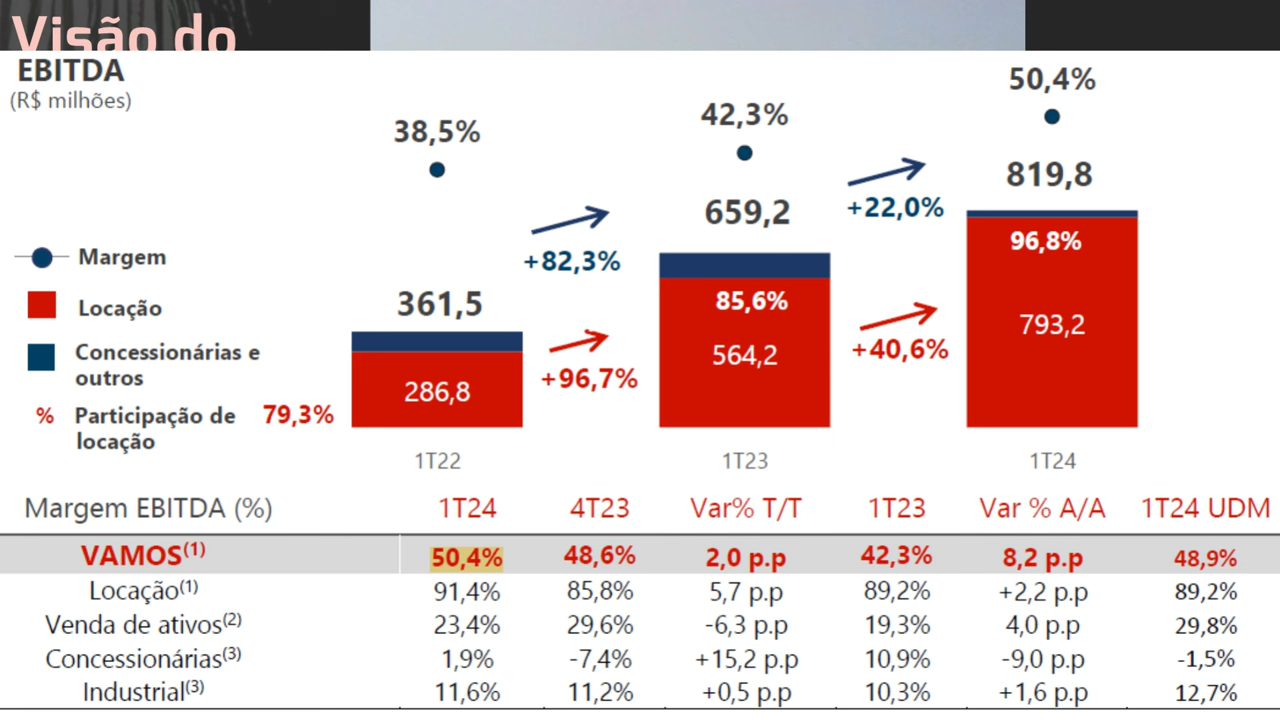 Visão do
EBITDA
(R$ milhões)
38,5%
42,3%
50,4%
361,5
+82,3%
659,2
+22,0%
819,8
Margem
Locação
Concessionárias e
outros
% Participação de
locação
79,3%
286,8
+96,7%
85,6%
564,2
+40,6%
96,8%
793,2
1T22
1T23
1T24
Margem EBITDA (%) 1T24 4T23 Var% T/T 1T23 Var % A/A 1T24 UDM
VAMOS(1) 50,4% 48,6% 2,0 p.p 42,3% 8,2 p.p 48,9%
Locação(1) 91,4% 85,8% 5,7 p.p 89,2% +2,2 p.p 89,2%
Venda de ativos(2) 23,4% 29,6% -6,3 p.p 19,3% 4,0 p.p 29,8%
Concessionárias(3) 1,9% -7,4% +15,2 p.p 10,9% -9,0 p.p -1,5%
Industrial(3) 11,6% 11,2% +0,5 p.p 10,3% +1,6 p.p 12,7%